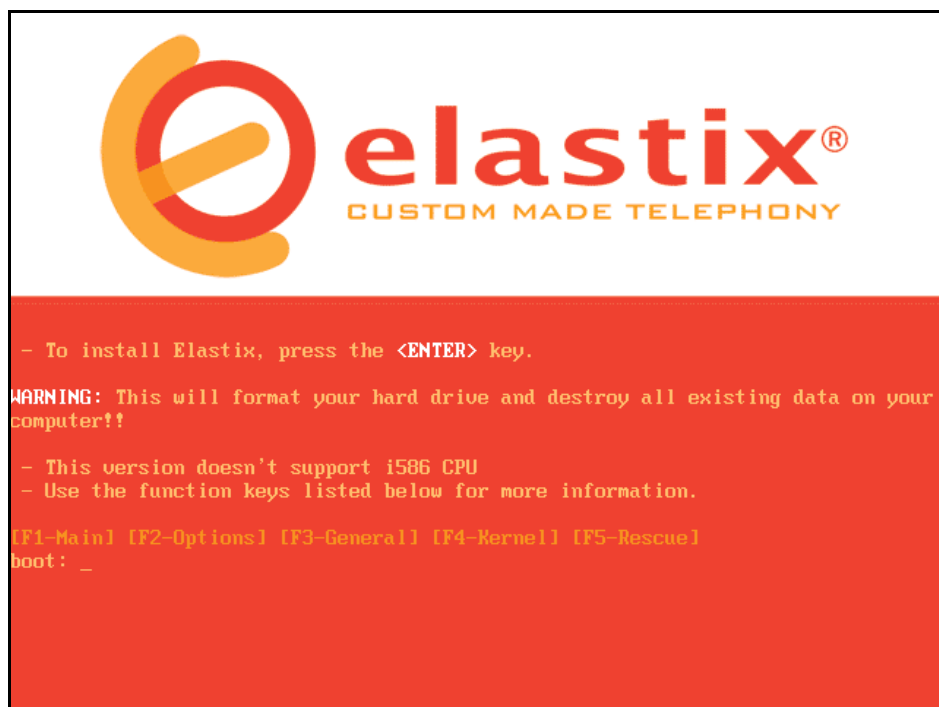 elastix®
CUSTOM MADE TELEPHONY
- To install Elastix, press the <ENTER> key.
WARNING: This will format your hard drive and destroy all existing data on your
computer!!
- This version doesn't support i586 CPU
- Use the function keys listed below for more information.
[F1-Main] [F2-Options] [F3-General] [F4-Kernel] [F5-Rescue]
boot: _